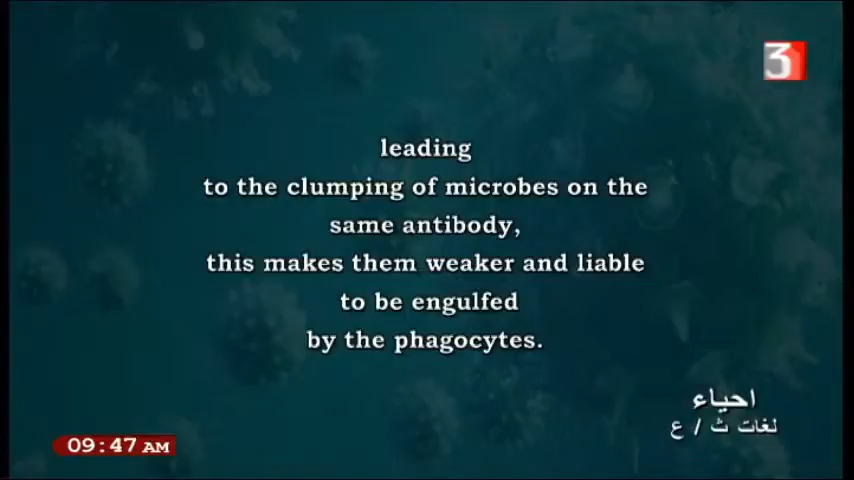 3
leading
to the clumping of microbes on the
same antibody,
this makes them weaker and liable
to be engulfed
by the phagocytes.
احياء
لغات ث / ع
09:47 AM